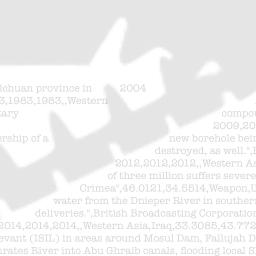 ichuan province in 2004
3,1983,1983,,Western
tary compou
2009,20
ership of a new borehole bein
destroyed, as well.",
2012,2012,2012,,Western As
of three million suffers severe
Crimea",46.0121,34.5514,Weapon,U
water from the Dnieper River in southern
deliveries.",British Broadcasting Corporation
2014,2014,2014,,Western Asia,Iraq,33.3085,43.772
evant (ISIL) in areas around Mosul Dam, Fallujah D
hrates River into Abu Ghraib canals, flooding local S